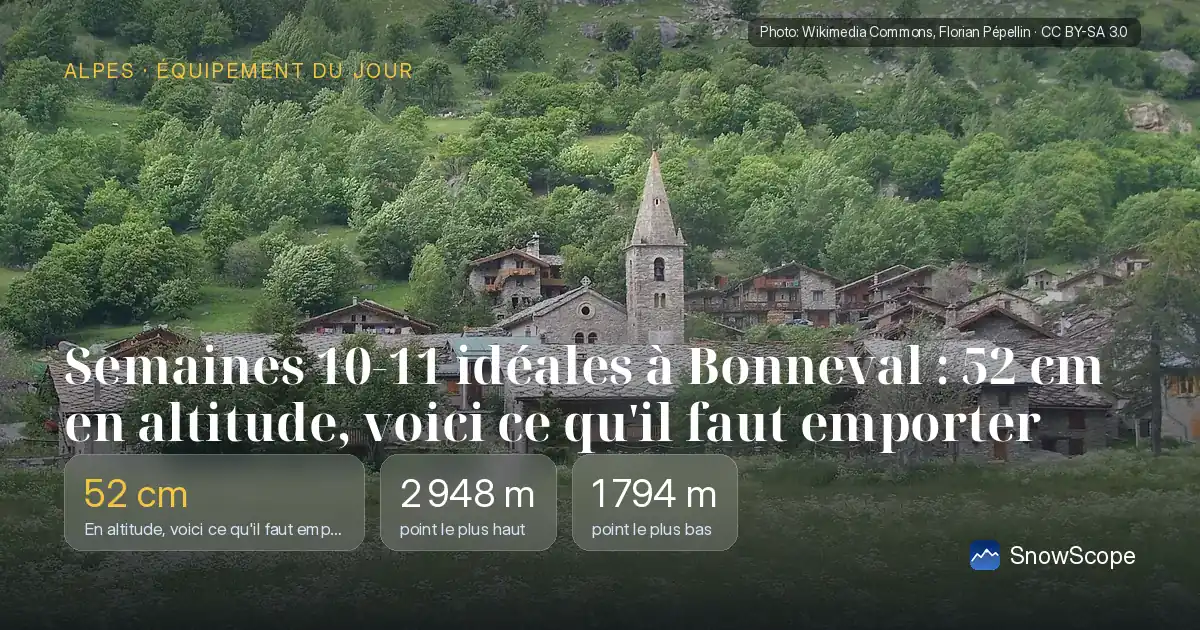 Photo: Wikimedia Commons, Florian Pépellin · CC BY-SA 3.0
ALPES · ÉQUIPEMENT DU JOUR
Semaines 10-11 idéales à Bonneval : 52 cm
en altitude, voici ce qu'il faut emporter
52 cm
En altitude, voici ce qu'il faut emp...
2 948 m
point le plus haut
1 794 m
point le plus bas
SnowScope